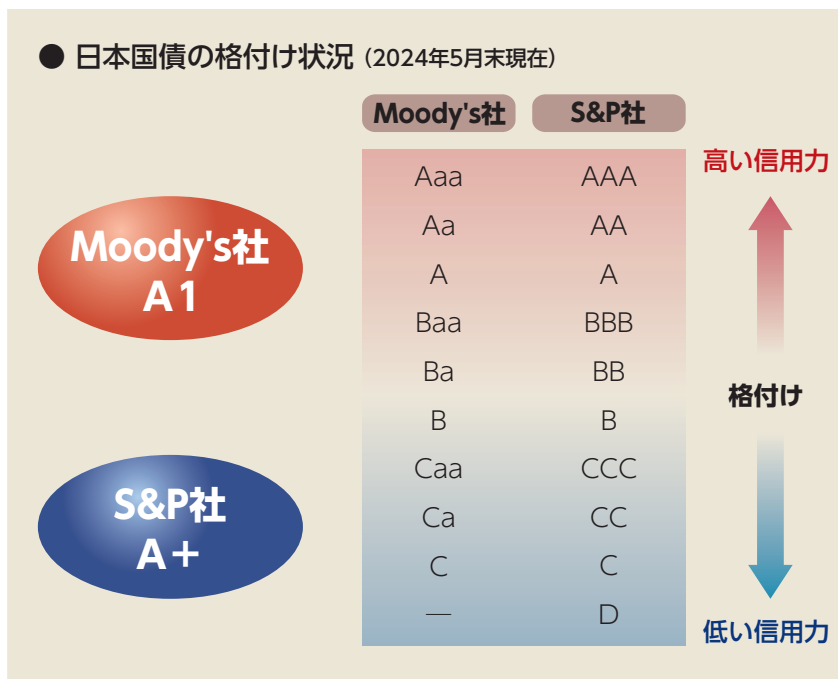 ● 日本国債の格付け状況（2024年5月末現在）
Moody's社 S&P社
高い信用力
Aaa AAA
Aa AA
Moody's社
A1
A A
Baa BBB
Ba BB
格付け
B B
Caa CCC
S&P社
A＋
Ca CC
C C
— D
低い信用力